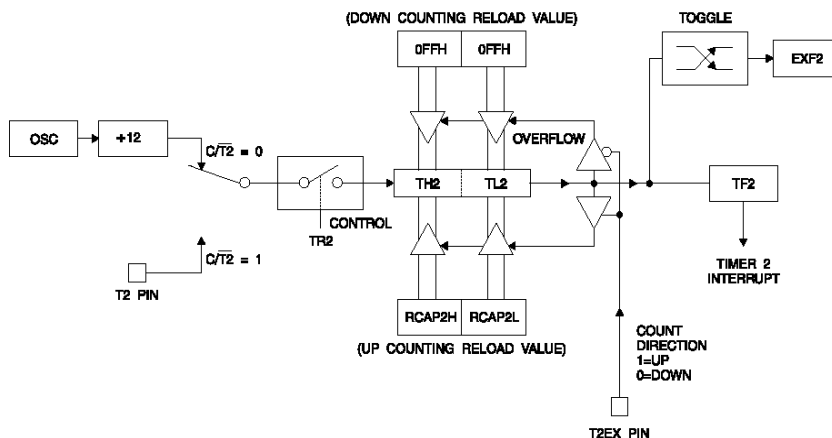 (DOWN COUNTING RELOAD VALUE)
TOGGLE
0FFH 0FFH
EXF2
OSC
+12
C/T2 = 0
OVERFLOW
TH2 TL2
TF2
CONTROL
TR2
C/T2 = 1
T2 PIN
TIMER 2
INTERRUPT
RCAP2H RCAP2L
(UP COUNTING RELOAD VALUE)
COUNT
DIRECTION
1=UP
0=DOWN
T2EX PIN